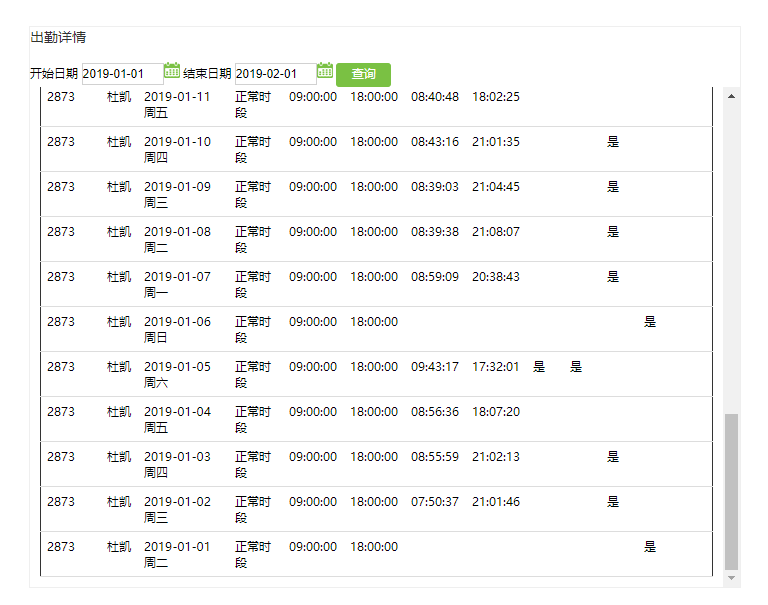 出勤详情
开始日期 2019-01-01 结束日期 2019-02-01 查询
2873 杜凯 2019-01-11 正常时 09:00:00 18:00:00 08:40:48 18:02:25
周五 段
2873 杜凯 2019-01-10 正常时 09:00:00 18:00:00 08:43:16 21:01:35 是
周四 段
2873 杜凯 2019-01-09 正常时 09:00:00 18:00:00 08:39:03 21:04:45 是
周三 段
2873 杜凯 2019-01-08 正常时 09:00:00 18:00:00 08:39:38 21:08:07 是
周二 段
2873 杜凯 2019-01-07 正常时 09:00:00 18:00:00 08:59:09 20:38:43 是
周一 段
2873 杜凯 2019-01-06 正常时 09:00:00 18:00:00 是
周日 段
2873 杜凯 2019-01-05 正常时 09:00:00 18:00:00 09:43:17 17:32:01 是 是
周六 段
2873 杜凯 2019-01-04 正常时 09:00:00 18:00:00 08:56:36 18:07:20
周五 段
2873 杜凯 2019-01-03 正常时 09:00:00 18:00:00 08:55:59 21:02:13 是
周四 段
2873 杜凯 2019-01-02 正常时 09:00:00 18:00:00 07:50:37 21:01:46 是
周三 段
2873 杜凯 2019-01-01 正常时 09:00:00 18:00:00 是
周二 段